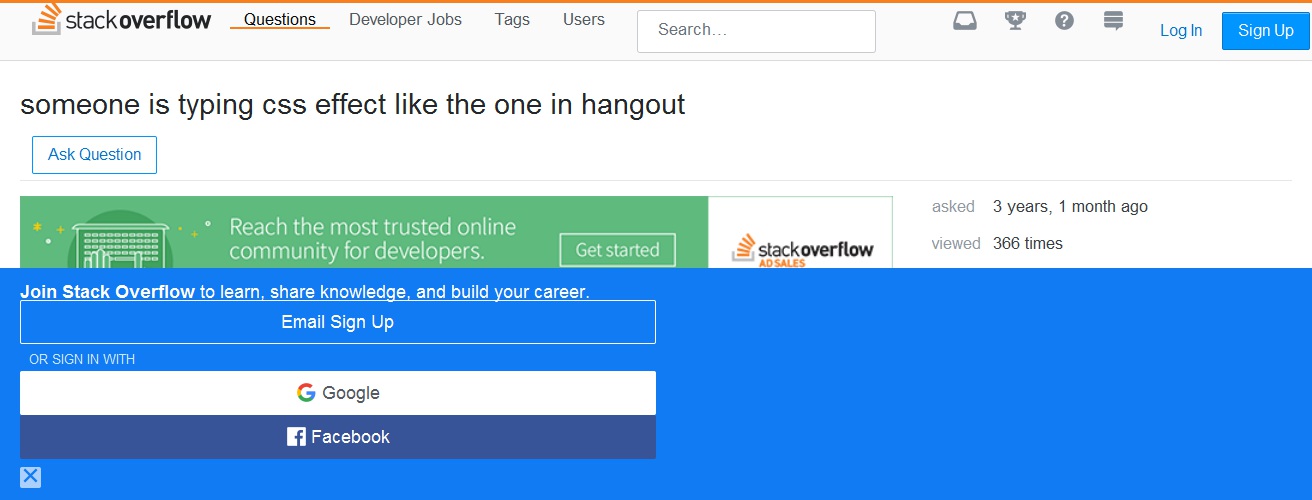 stackoverflow Questions Developer Jobs Tags Users Search... Log In Sign Up
someone is typing css effect like the one in hangout
Ask Question
asked 3 years, 1 month ago
Reach the most trusted online
community for developers.
Get started
stackoverflow
AD SALES
viewed 366 times
Join Stack Overflow to learn, share knowledge, and build your career.
Email Sign Up
OR SIGN IN WITH
Google
Facebook